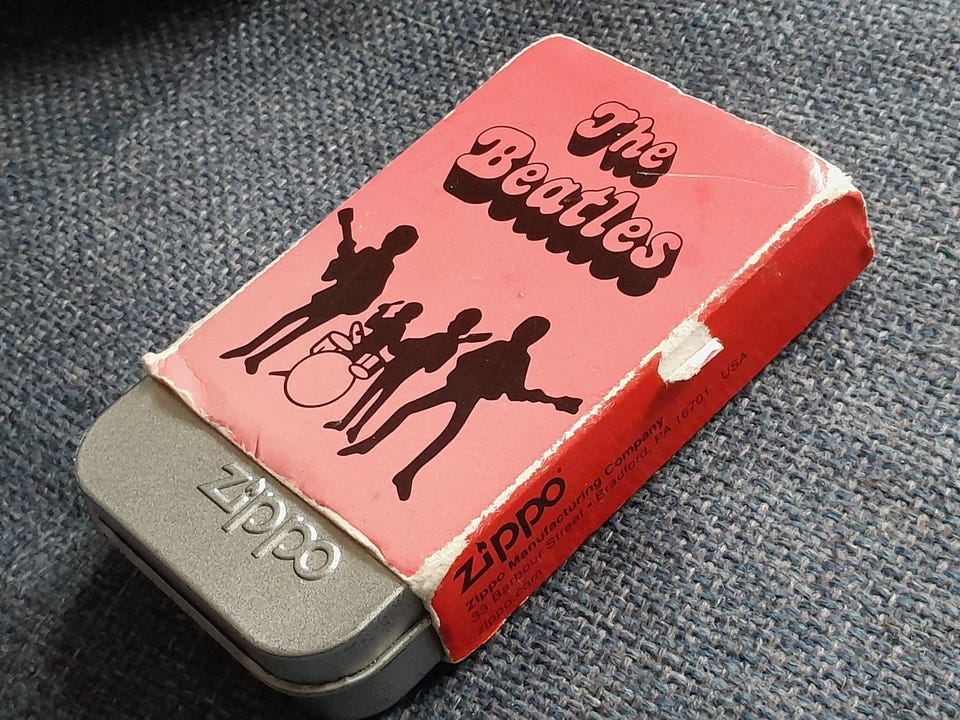 The
Beatles
zippo
zippo
Zippo Manufacturing Company
33 Barbour Street • Bradford, PA 16701 USA
zippo.com